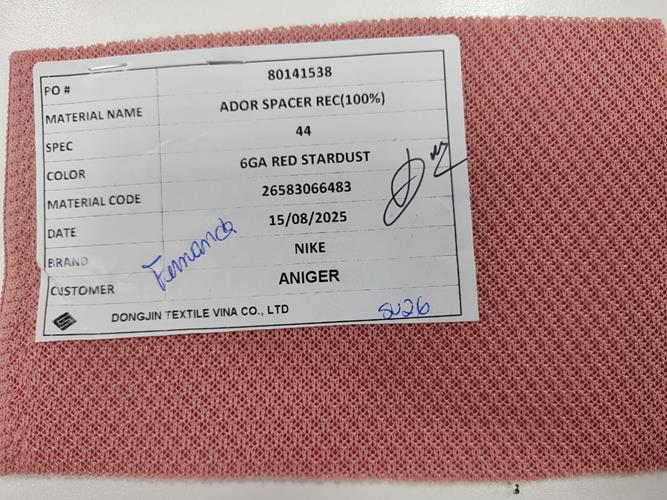 PO # 80141538
MATERIAL NAME ADOR SPACER REC(100%)
SPEC 44
COLOR 6GA RED STARDUST
MATERIAL CODE 26583066483
DATE 15/08/2025
BRAND NIKE
CUSTOMER ANIGER
DONGJIN TEXTILE VINA CO., LTD
Fernanda
SU26